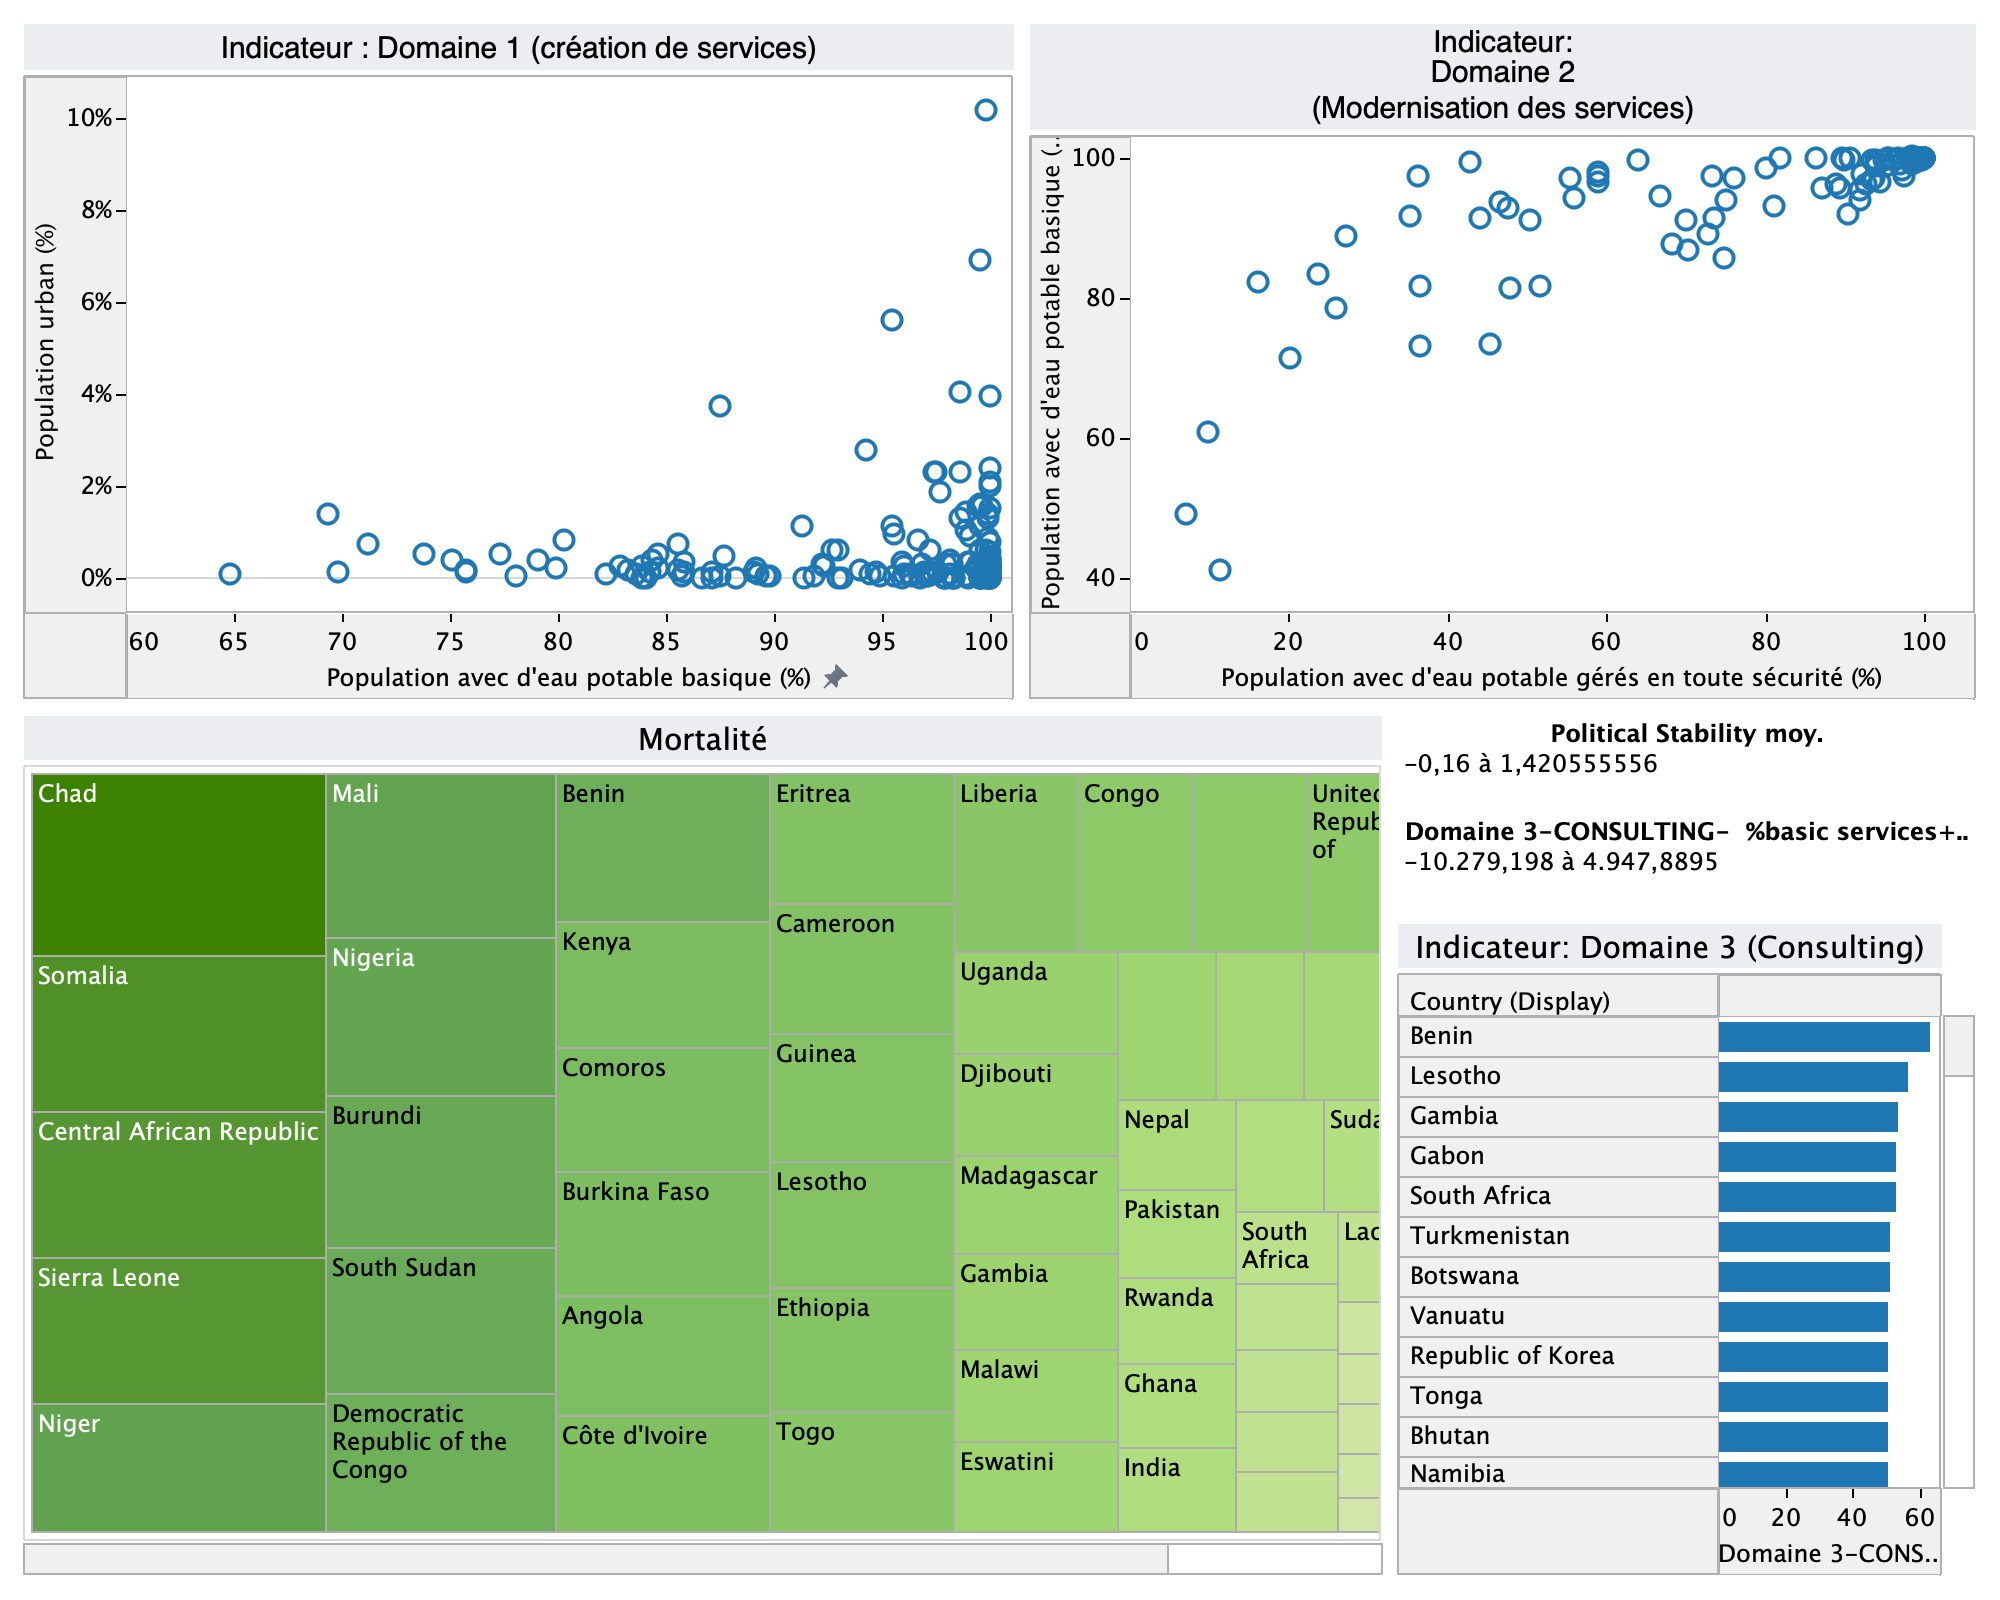 Indicateur : Domaine 1 (création de services)
Population urban (%)
10%
8%
6%
4%
2%
0%
60 65 70 75 80 85 90 95 100
Population avec d'eau potable basique (%)
Indicateur:
Domaine 2
(Modernisation des services)
Population avec d'eau potable basique (..
100
80
60
40
0 20 40 60 80 100
Population avec d'eau potable gérés en toute sécurité (%)
Mortalité
Chad
Somalia
Central African Republic
Sierra Leone
Niger
Mali
Nigeria
Burundi
South Sudan
Democratic
Republic of the
Congo
Benin
Kenya
Comoros
Burkina Faso
Angola
Côte d'Ivoire
Eritrea
Cameroon
Guinea
Lesotho
Ethiopia
Togo
Liberia
Congo
United
Repub
of
Uganda
Djibouti
Madagascar
Gambia
Malawi
Eswatini
Nepal
Pakistan
Rwanda
Ghana
India
Suda
South
Africa
Lao
Political Stability moy.
-0,16 à 1,420555556
Domaine 3-CONSULTING- %basic services+..
-10.279,198 à 4.947,8895
Indicateur: Domaine 3 (Consulting)
Country (Display)
Benin
Lesotho
Gambia
Gabon
South Africa
Turkmenistan
Botswana
Vanuatu
Republic of Korea
Tonga
Bhutan
Namibia
0 20 40 60
Domaine 3-CONS..